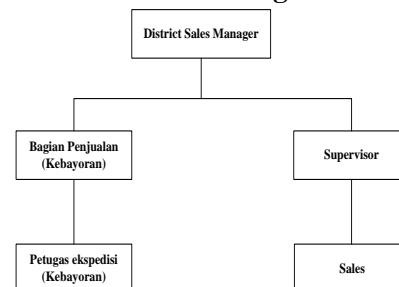 District Sales Manager
Bagian Penjualan
(Kebayoran)
Supervisor
Petugas ekspedisi
(Kebayoran)
Sales